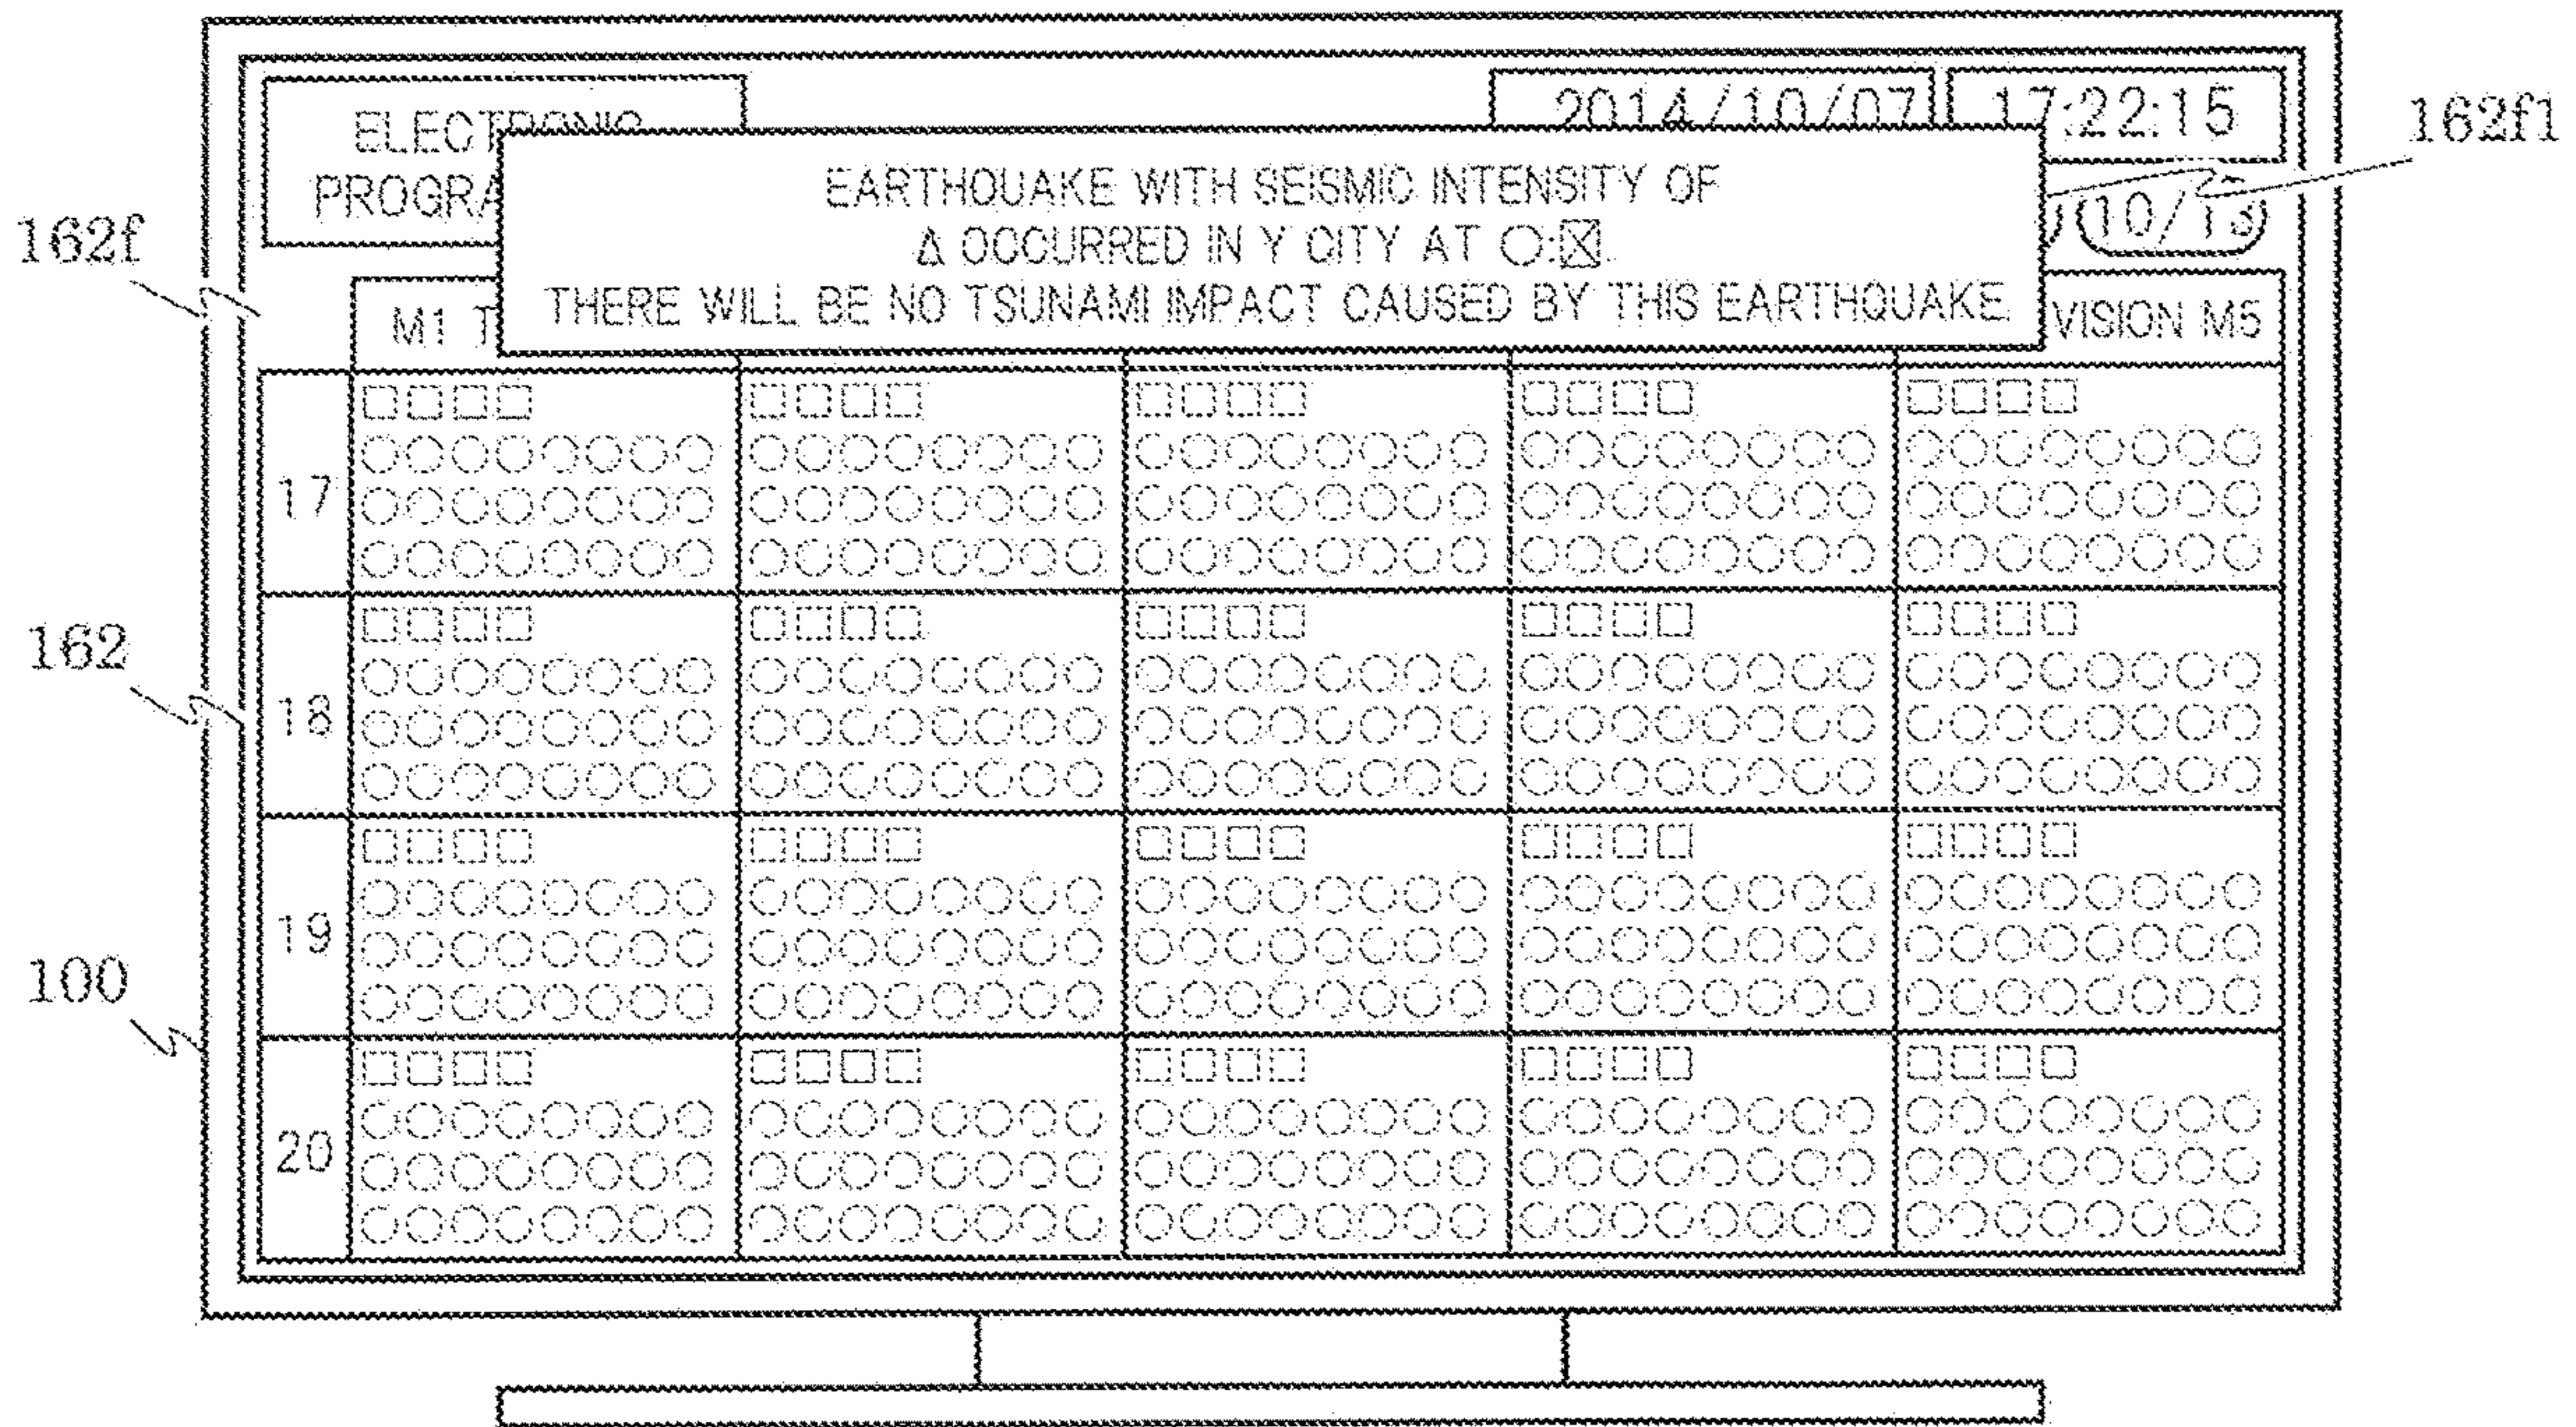 ELECTRONIC
PROGRA
2014/10/07 17:22:15
162f1
EARTHQUAKE WITH SEISMIC INTENSITY OF
Δ OCCURRED IN Y CITY AT ○:☒.
THERE WILL BE NO TSUNAMI IMPACT CAUSED BY THIS EARTHQUAKE.
10/13
162f
M1 T
VISION M5
□□□□ □□□□ □□□□ □□□□ □□□□
○○○○○○○○ ○○○○○○○○ ○○○○○○○○ ○○○○○○○○ ○○○○○○○○
17 ○○○○○○○○ ○○○○○○○○ ○○○○○○○○ ○○○○○○○○ ○○○○○○○○
○○○○○○○○ ○○○○○○○○ ○○○○○○○○ ○○○○○○○○ ○○○○○○○○
□□□□ □□□□ □□□□ □□□□ □□□□
162
○○○○○○○○ ○○○○○○○○ ○○○○○○○○ ○○○○○○○○ ○○○○○○○○
18 ○○○○○○○○ ○○○○○○○○ ○○○○○○○○ ○○○○○○○○ ○○○○○○○○
○○○○○○○○ ○○○○○○○○ ○○○○○○○○ ○○○○○○○○ ○○○○○○○○
□□□□ □□□□ □□□□ □□□□ □□□□
○○○○○○○○ ○○○○○○○○ ○○○○○○○○ ○○○○○○○○ ○○○○○○○○
19 ○○○○○○○○ ○○○○○○○○ ○○○○○○○○ ○○○○○○○○ ○○○○○○○○
100
○○○○○○○○ ○○○○○○○○ ○○○○○○○○ ○○○○○○○○ ○○○○○○○○
□□□□ □□□□ □□□□ □□□□ □□□□
○○○○○○○○ ○○○○○○○○ ○○○○○○○○ ○○○○○○○○ ○○○○○○○○
20 ○○○○○○○○ ○○○○○○○○ ○○○○○○○○ ○○○○○○○○ ○○○○○○○○
○○○○○○○○ ○○○○○○○○ ○○○○○○○○ ○○○○○○○○ ○○○○○○○○